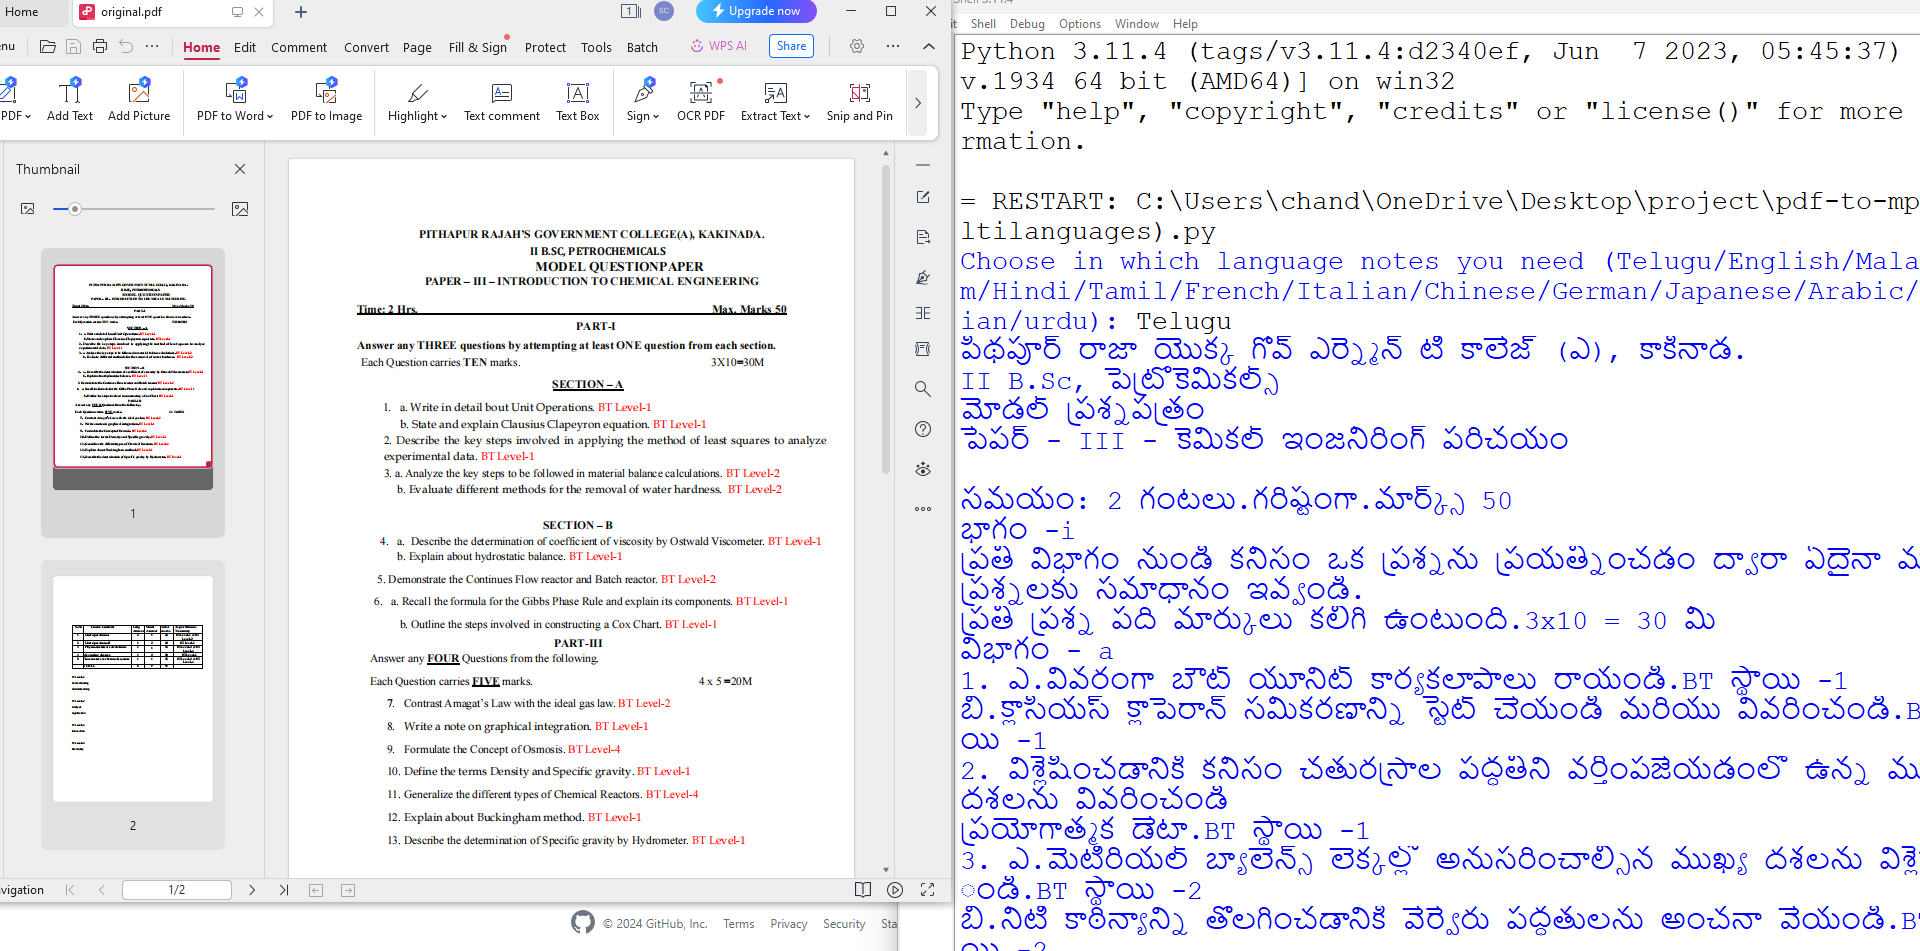 Home
original.pdf
1
SC
Upgrade now
enu
Home
Edit
Comment
Convert
Page
Fill & Sign
Protect
Tools
Batch
WPS AI
Share
PDF
Add Text
Add Picture
PDF to Word
PDF to Image
Highlight
Text comment
Text Box
Sign
OCR PDF
Extract Text
Snip and Pin
Thumbnail
1
2
PITHAPUR RAJAH'S GOVERNMENT COLLEGE(A), KAKINADA.
II B.SC, PETROCHEMICALS
MODEL QUESTIONPAPER
PAPER – III – INTRODUCTION TO CHEMICAL ENGINEERING
Time: 2 Hrs. Max. Marks 50
PART-I
Answer any THREE questions by attempting at least ONE question from each section.
Each Question carries TEN marks. 3X10=30M
SECTION – A
1. a. Write in detail bout Unit Operations. BT Level-1
b. State and explain Clausius Clapeyron equation. BT Level-1
2. Describe the key steps involved in applying the method of least squares to analyze
experimental data. BT Level-1
3. a. Analyze the key steps to be followed in material balance calculations. BT Level-2
b. Evaluate different methods for the removal of water hardness. BT Level-2
SECTION – B
4. a. Describe the determination of coefficient of viscosity by Ostwald Viscometer. BT Level-1
b. Explain about hydrostatic balance. BT Level-1
5. Demonstrate the Continues Flow reactor and Batch reactor. BT Level-2
6. a. Recall the formula for the Gibbs Phase Rule and explain its components. BT Level-1
b. Outline the steps involved in constructing a Cox Chart. BT Level-1
PART-III
Answer any FOUR Questions from the following.
Each Question carries FIVE marks. 4 x 5 =20M
7. Contrast Amagat's Law with the ideal gas law. BT Level-2
8. Write a note on graphical integration. BT Level-1
9. Formulate the Concept of Osmosis. BT Level-4
10. Define the terms Density and Specific gravity. BT Level-1
11. Generalize the different types of Chemical Reactors. BT Level-4
12. Explain about Buckingham method. BT Level-1
13. Describe the determination of Specific gravity by Hydrometer. BT Level-1
vigation
1/2
© 2024 GitHub, Inc.
Terms
Privacy
Security
Sta
it
Shell
Debug
Options
Window
Help
Python 3.11.4 (tags/v3.11.4:d2340ef, Jun 7 2023, 05:45:37)
v.1934 64 bit (AMD64)] on win32
Type "help", "copyright", "credits" or "license()" for more
rmation.
= RESTART: C:\Users\chand\OneDrive\Desktop\project\pdf-to-mp
ltilanguages).py
Choose in which language notes you need (Telugu/English/Mala
m/Hindi/Tamil/French/Italian/Chinese/German/Japanese/Arabic/
ian/urdu): Telugu
పిథపూర్ రాజా యొక్క గోవ్ ఎర్న్మెన్ టి కాలేజ్ (ఎ), కాకినాడ.
II B.Sc, పెట్రోకెమికల్స్
మోడల్ ప్రశ్నపత్రం
పేపర్ - III - కెమికల్ ఇంజనీరింగ్ పరిచయం
సమయం: 2 గంటలు.గరిష్టంగా.మార్క్స్ 50
భాగం -i
ప్రతి విభాగం నుండి కనీసం ఒక ప్రశ్నను ప్రయత్నించడం ద్వారా ఏదైనా మ
ప్రశ్నలకు సమాధానం ఇవ్వండి.
ప్రతి ప్రశ్న పది మార్కులు కలిగి ఉంటుంది.3x10 = 30 మి
విభాగం - a
1. ఎ.వివరంగా బౌట్ యూనిట్ కార్యకలాపాలు రాయండి.BT స్థాయి -1
బి.క్లాసియస్ క్లాపెరాన్ సమీకరణాన్ని స్టేట్ చేయండి మరియు వివరించండి.B
యి -1
2. విశ్లేషించడానికి కనీసం చతురస్రాల పద్ధతిని వర్తింపజేయడంలో ఉన్న ము
దశలను వివరించండి
ప్రయోగాత్మక డేటా.BT స్థాయి -1
3. ఎ.మెటీరియల్ బ్యాలెన్స్ లెక్కల్లో అనుసరించాల్సిన ముఖ్య దశలను విశ్లే
ండి.BT స్థాయి -2
బి.నీటి కాఠిన్యాన్ని తొలగించడానికి వేర్వేరు పద్ధతులను అంచనా వేయండి.BT
యి -2